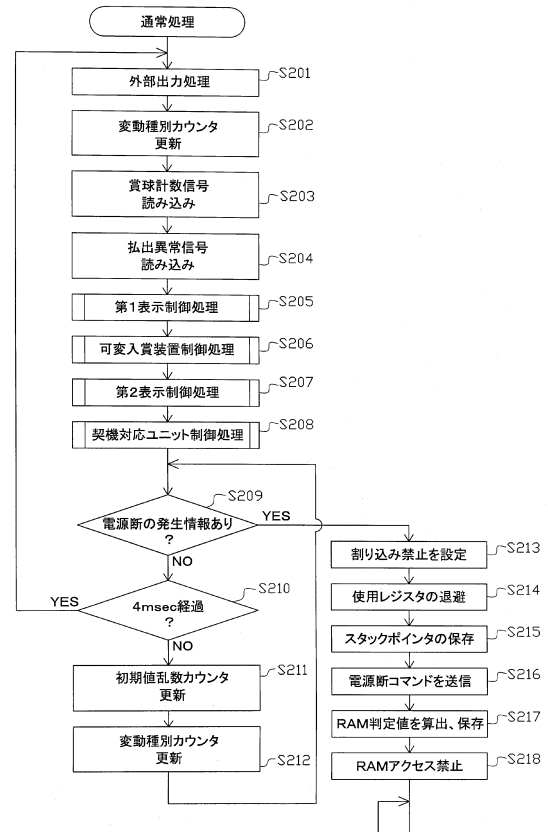 通常処理
外部出力処理
S201
変動種別カウンタ
更新
S202
賞球計数信号
読み込み
S203
払出異常信号
読み込み
S204
第1表示制御処理
S205
可変入賞装置制御処理
S206
第2表示制御処理
S207
契機対応ユニット制御処理
S208
S209
電源断の発生情報あり
?
YES
NO
S210
4msec経過
?
YES
NO
初期値乱数カウンタ
更新
S211
変動種別カウンタ
更新
S212
割り込み禁止を設定
S213
使用レジスタの退避
S214
スタックポインタの保存
S215
電源断コマンドを送信
S216
RAM判定値を算出、保存
S217
RAMアクセス禁止
S218